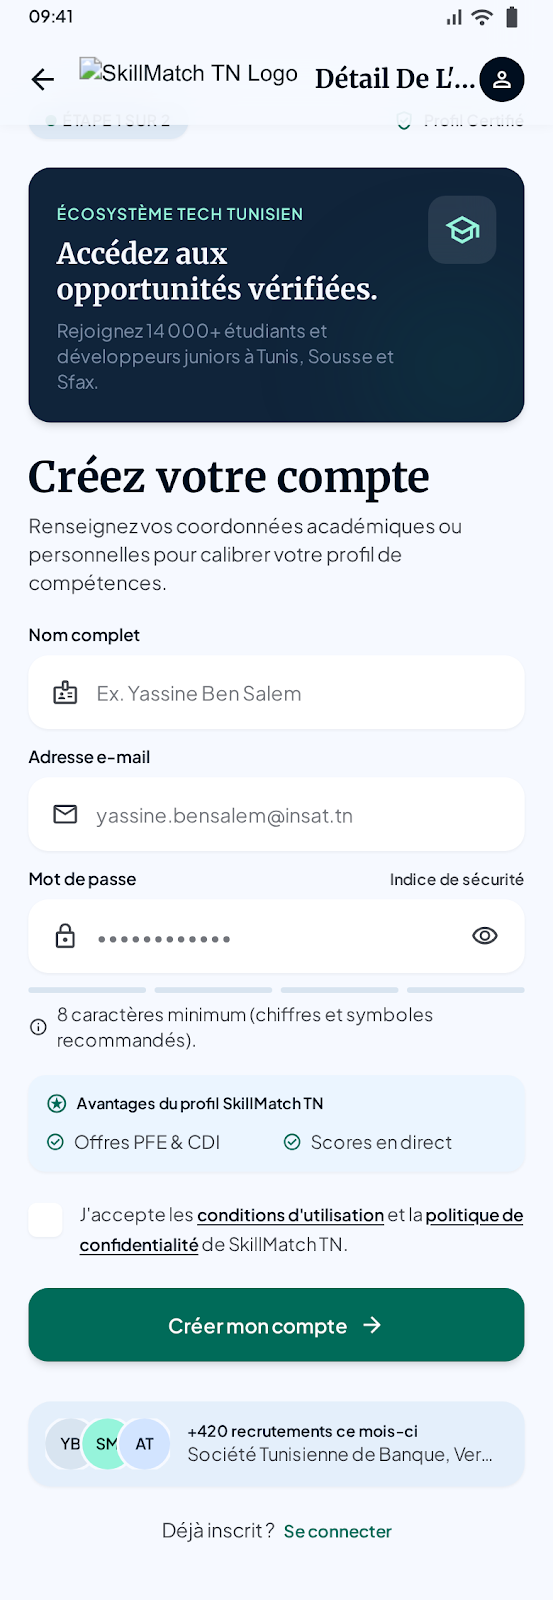 09:41
SkillMatch TN Logo
Détail De L'...
ÉTAPE 1 SUR 2
Profil Certifié
ÉCOSYSTÈME TECH TUNISIEN
Accédez aux
opportunités vérifiées.
Rejoignez 14 000+ étudiants et
développeurs juniors à Tunis, Sousse et
Sfax.
Créez votre compte
Renseignez vos coordonnées académiques ou
personnelles pour calibrer votre profil de
compétences.
Nom complet
Ex. Yassine Ben Salem
Adresse e-mail
yassine.bensalem@insat.tn
Mot de passe
Indice de sécurité
••••••••••••
8 caractères minimum (chiffres et symboles
recommandés).
Avantages du profil SkillMatch TN
Offres PFE & CDI
Scores en direct
J'accepte les conditions d'utilisation et la politique de
confidentialité de SkillMatch TN.
Créer mon compte
YB SM AT
+420 recrutements ce mois-ci
Société Tunisienne de Banque, Ver...
Déjà inscrit ? Se connecter